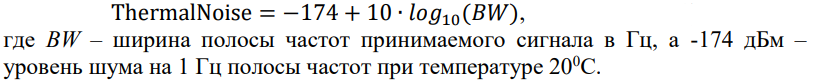 ThermalNoise = −174 + 10 ∙ log₁₀(BW),
где BW – ширина полосы частот принимаемого сигнала в Гц, а -174 дБм –
уровень шума на 1 Гц полосы частот при температуре 20⁰С.